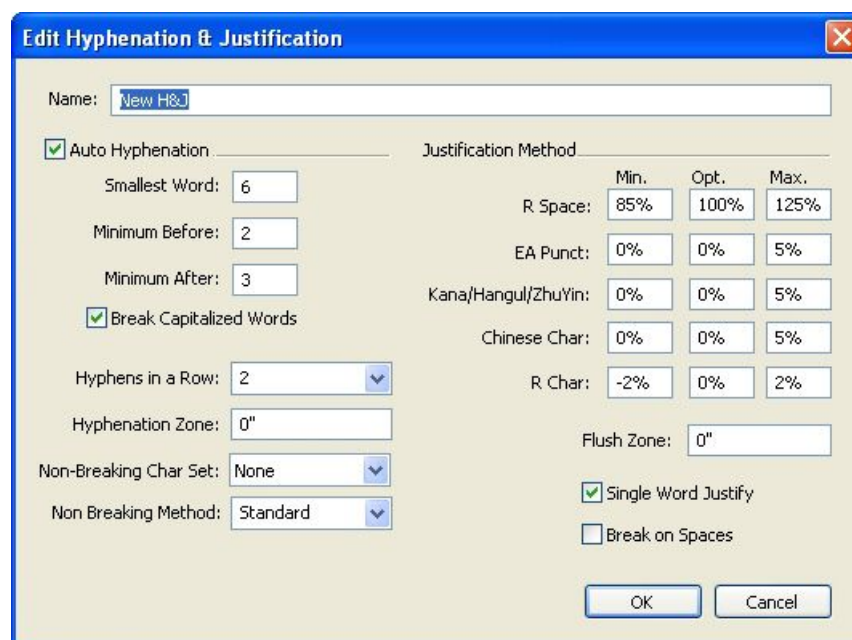 Edit Hyphenation & Justification
Name: New H&J
Auto Hyphenation
Smallest Word: 6
Minimum Before: 2
Minimum After: 3
Break Capitalized Words
Hyphens in a Row: 2
Hyphenation Zone: 0"
Non-Breaking Char Set: None
Non Breaking Method: Standard
Justification Method
Min. Opt. Max.
R Space: 85% 100% 125%
EA Punct: 0% 0% 5%
Kana/Hangul/ZhuYin: 0% 0% 5%
Chinese Char: 0% 0% 5%
R Char: -2% 0% 2%
Flush Zone: 0"
Single Word Justify
Break on Spaces
OK Cancel